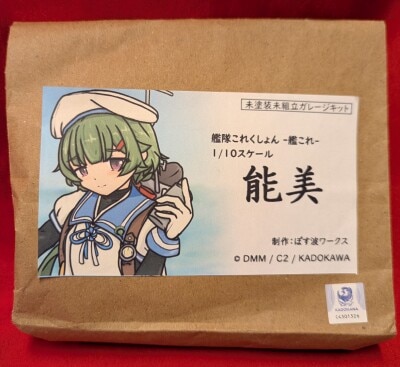 未塗装未組立ガレージキット
艦隊これくしょん -艦これ-
1/10スケール
能美
制作：ぽす波ワークス
© DMM / C2 / KADOKAWA
KADOKAWA